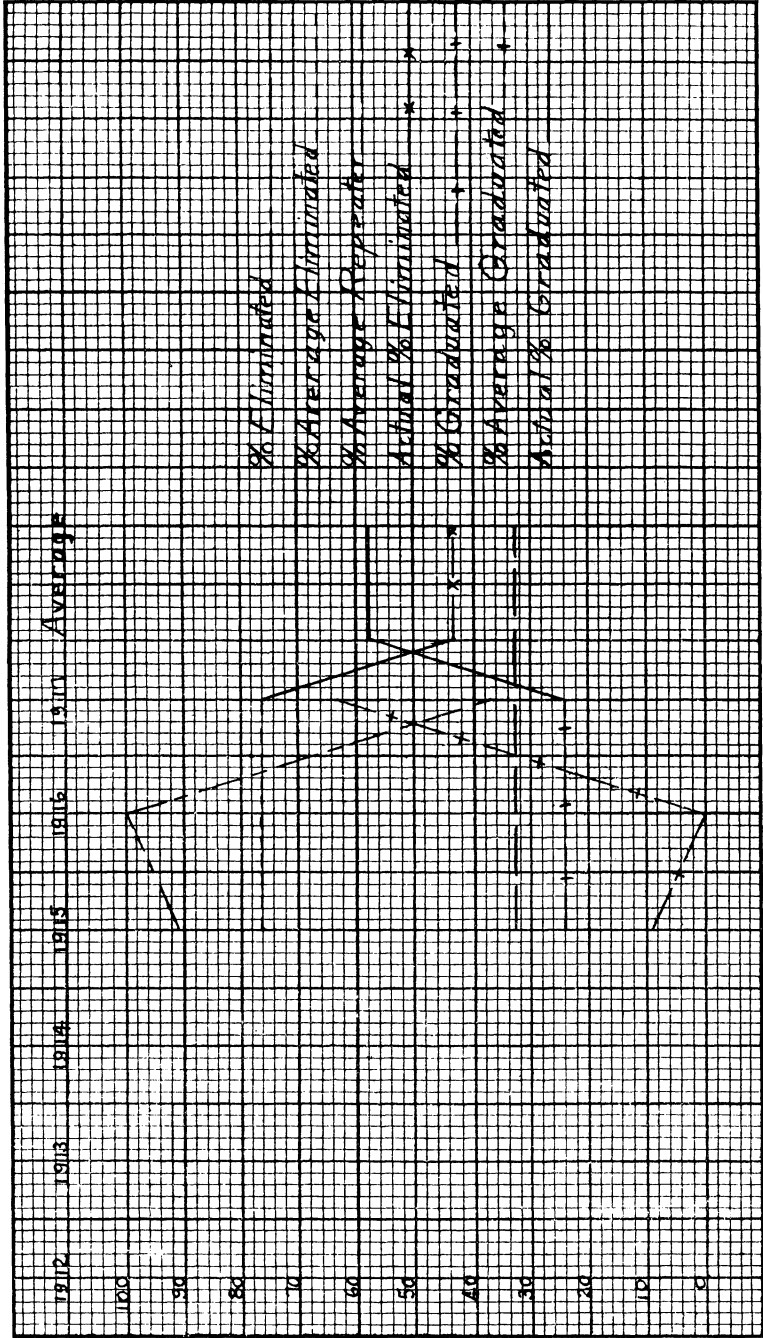 1912 1913 1914 1915 1916 1917 Average
100
90
80
70
60
50
40
30
20
10
0
% Eliminated
% Average Eliminated
% Average Repeater
Actual % Eliminated
% Graduated
% Average Graduated
Actual % Graduated